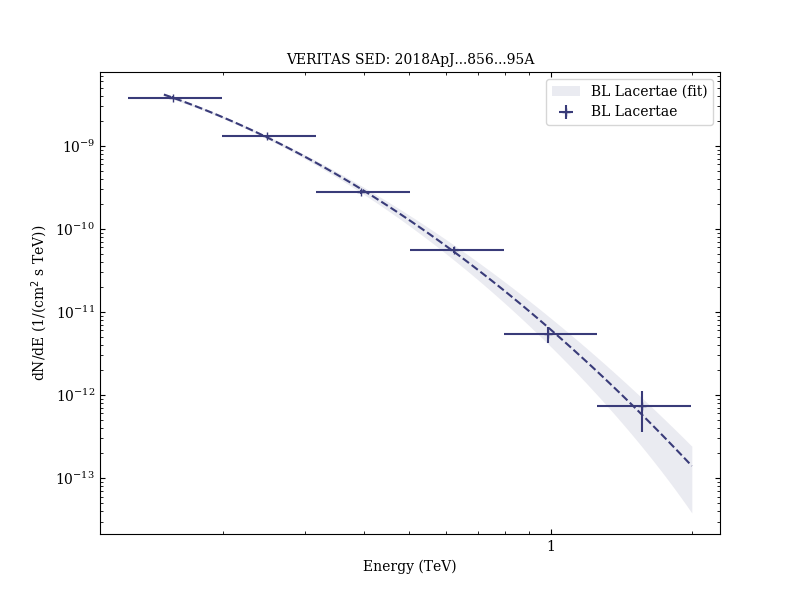 VERITAS SED: 2018ApJ...856...95A
BL Lacertae (fit)
BL Lacertae
dN/dE (1/(cm² s TeV))
10⁻⁹
10⁻¹⁰
10⁻¹¹
10⁻¹²
10⁻¹³
1
Energy (TeV)